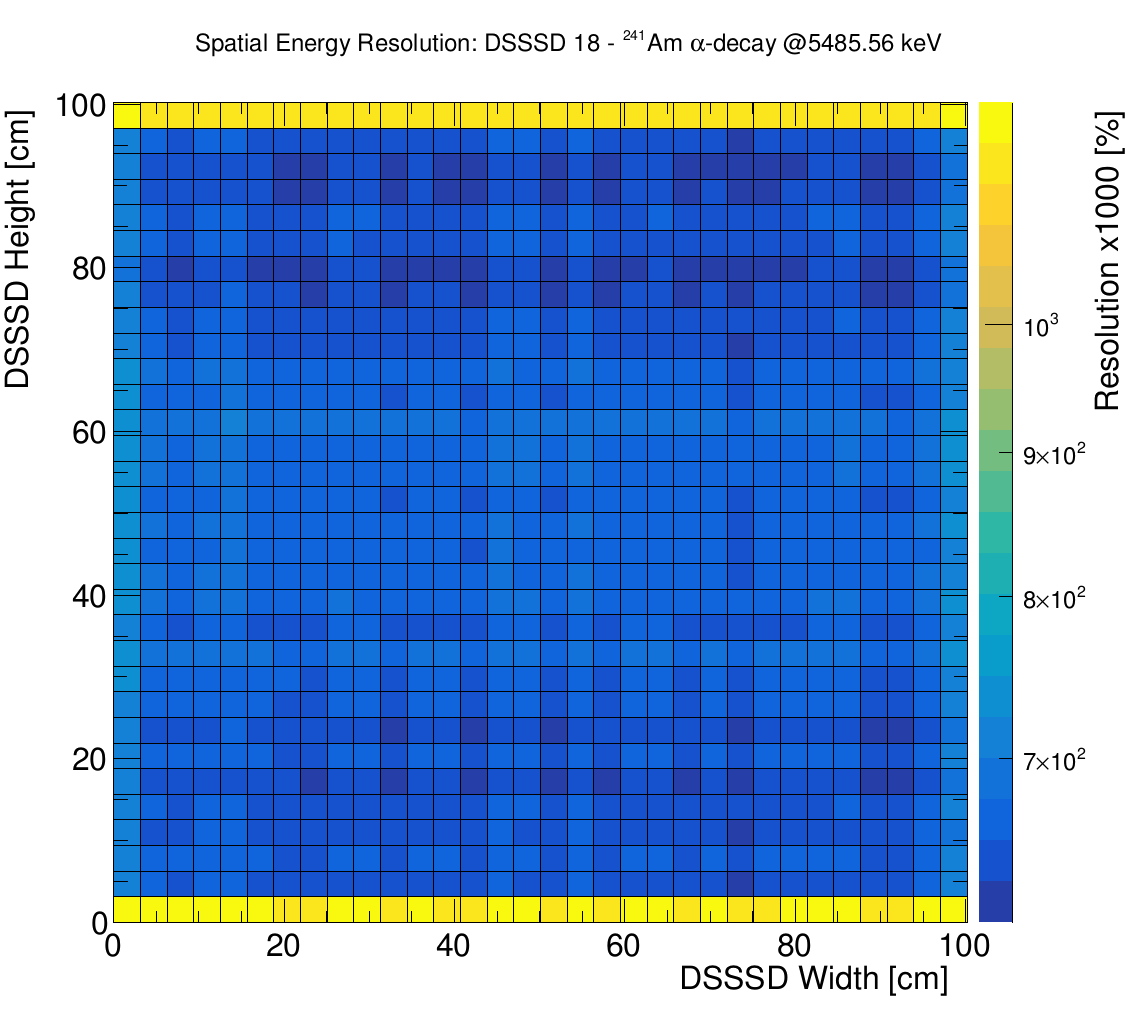 Spatial Energy Resolution: DSSSD 18 - ²⁴¹Am α-decay @5485.56 keV
DSSSD Height [cm]
100
80
60
40
20
0
0 20 40 60 80 100
DSSSD Width [cm]
10³
9×10²
8×10²
7×10²
Resolution x1000 [%]